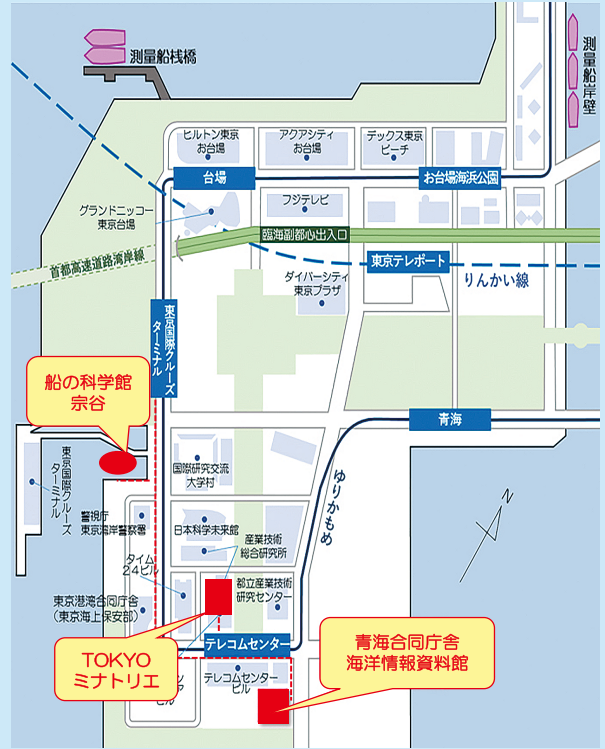 測量船桟橋
測量船岸壁
ヒルトン東京
お台場
アクアシティ
お台場
デックス東京
ビーチ
台場
お台場海浜公園
グランドニッコー
東京台場
フジテレビ
臨海副都心出入口
首都高速道路湾岸線
東京テレポート
りんかい線
ダイバーシティ
東京プラザ
東京国際クルーズ
ターミナル
船の科学館
宗谷
青海
東京国際クルーズ
ターミナル
国際研究交流
大学村
ゆりかもめ
N
警視庁
東京湾岸警察署
日本科学未来館
産業技術
総合研究所
タイム
24ビル
東京港湾合同庁舎
(東京海上保安部)
都立産業技術
研究センター
テレコムセンター
TOKYO
ミナトリエ
青海合同庁舎
海洋情報資料館
テレコムセンター
ビル
ビル